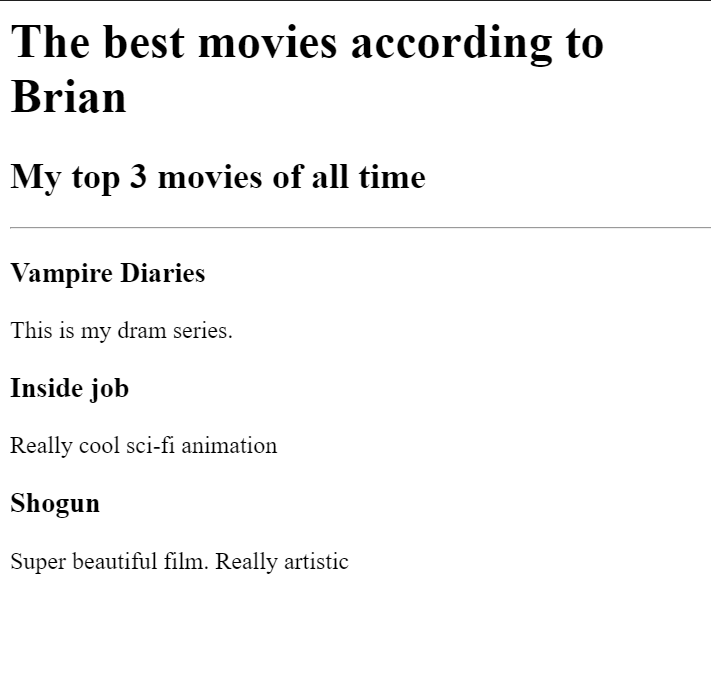 The best movies according to
Brian
My top 3 movies of all time
Vampire Diaries
This is my dram series.
Inside job
Really cool sci-fi animation
Shogun
Super beautiful film. Really artistic